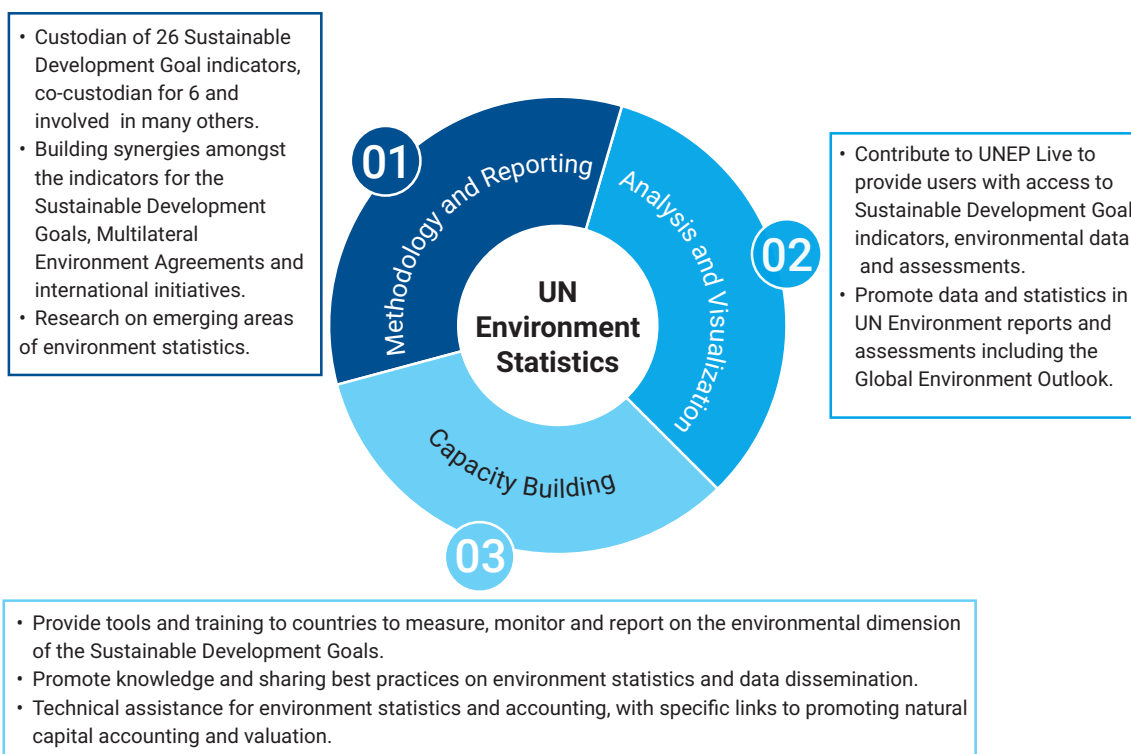 • Custodian of 26 Sustainable
Development Goal indicators,
co-custodian for 6 and
involved in many others.
• Building synergies amongst
the indicators for the
Sustainable Development
Goals, Multilateral
Environment Agreements and
international initiatives.
• Research on emerging areas
of environment statistics.
01
Methodology and Reporting
Analysis and Visualization
02
• Contribute to UNEP Live to
provide users with access to
Sustainable Development Goal
indicators, environmental data
and assessments.
• Promote data and statistics in
UN Environment reports and
assessments including the
Global Environment Outlook.
UN
Environment
Statistics
Capacity Building
03
• Provide tools and training to countries to measure, monitor and report on the environmental dimension
of the Sustainable Development Goals.
• Promote knowledge and sharing best practices on environment statistics and data dissemination.
• Technical assistance for environment statistics and accounting, with specific links to promoting natural
capital accounting and valuation.